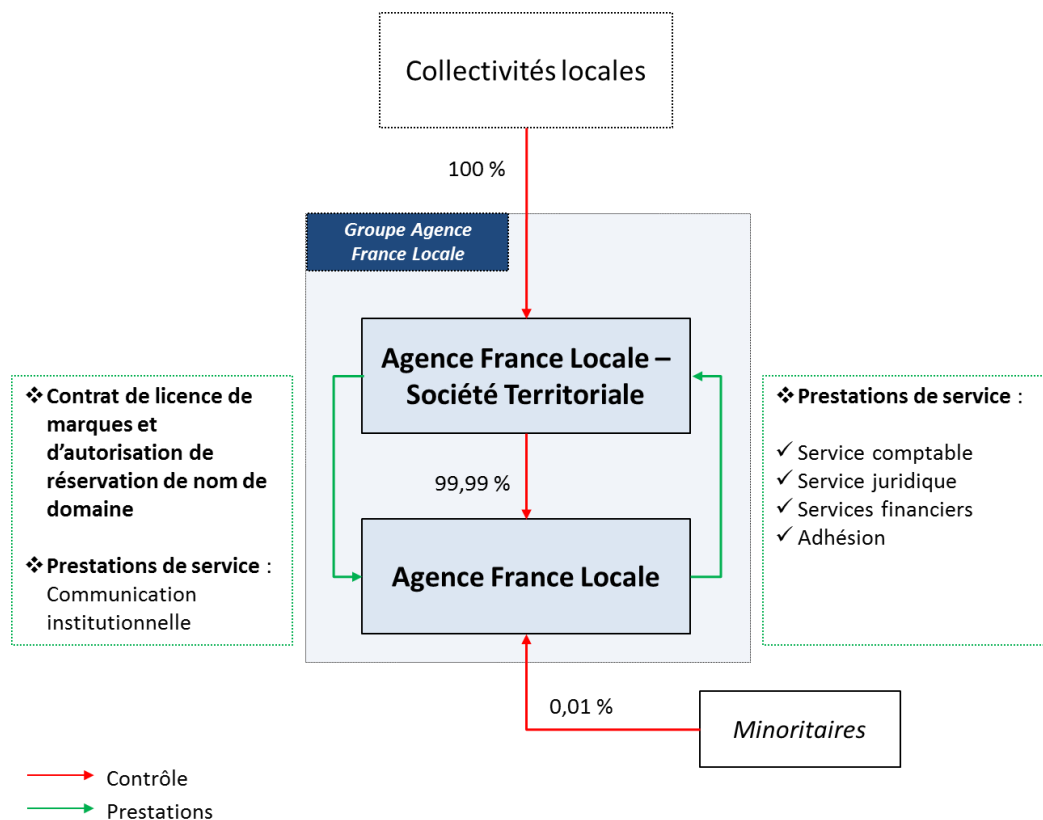 Collectivités locales
100 %
Groupe Agence
France Locale
Agence France Locale –
Société Territoriale
99,99 %
Agence France Locale
❖ Contrat de licence de
marques et
d’autorisation de
réservation de nom de
domaine
❖ Prestations de service :
Communication
institutionnelle
❖ Prestations de service :
✓ Service comptable
✓ Service juridique
✓ Services financiers
✓ Adhésion
0,01 %
Minoritaires
Contrôle
Prestations